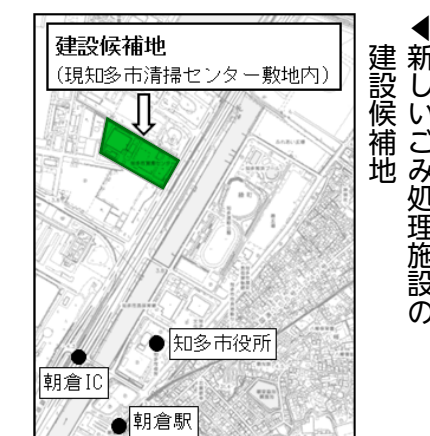 ◀新しいごみ処理施設の
建設候補地
建設候補地
（現知多市清掃センター敷地内）
知多市役所
朝倉IC
朝倉駅